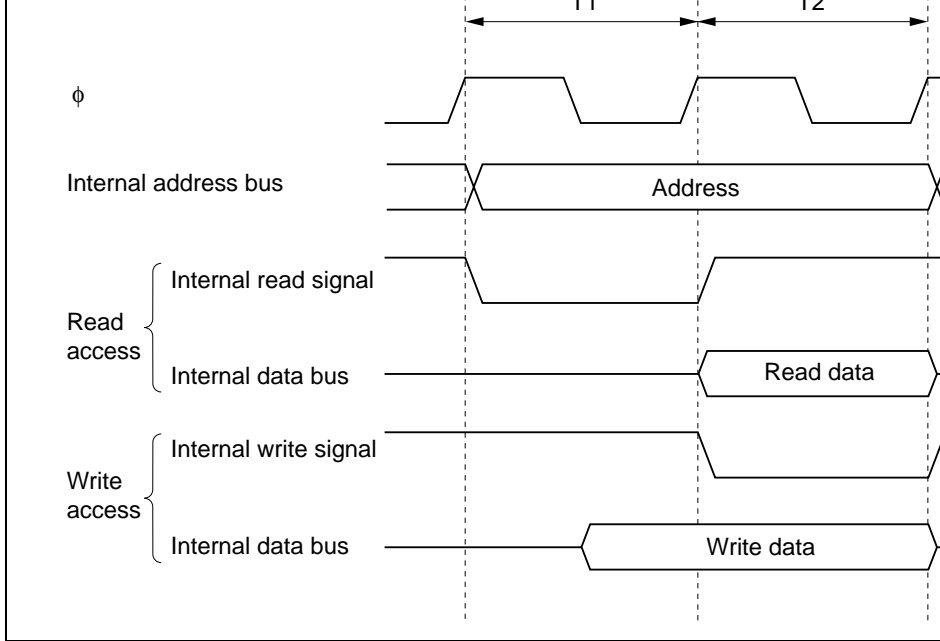 T1 T2
φ
Internal address bus
Address
Internal read signal
Read
access
Internal data bus
Read data
Internal write signal
Write
access
Internal data bus
Write data